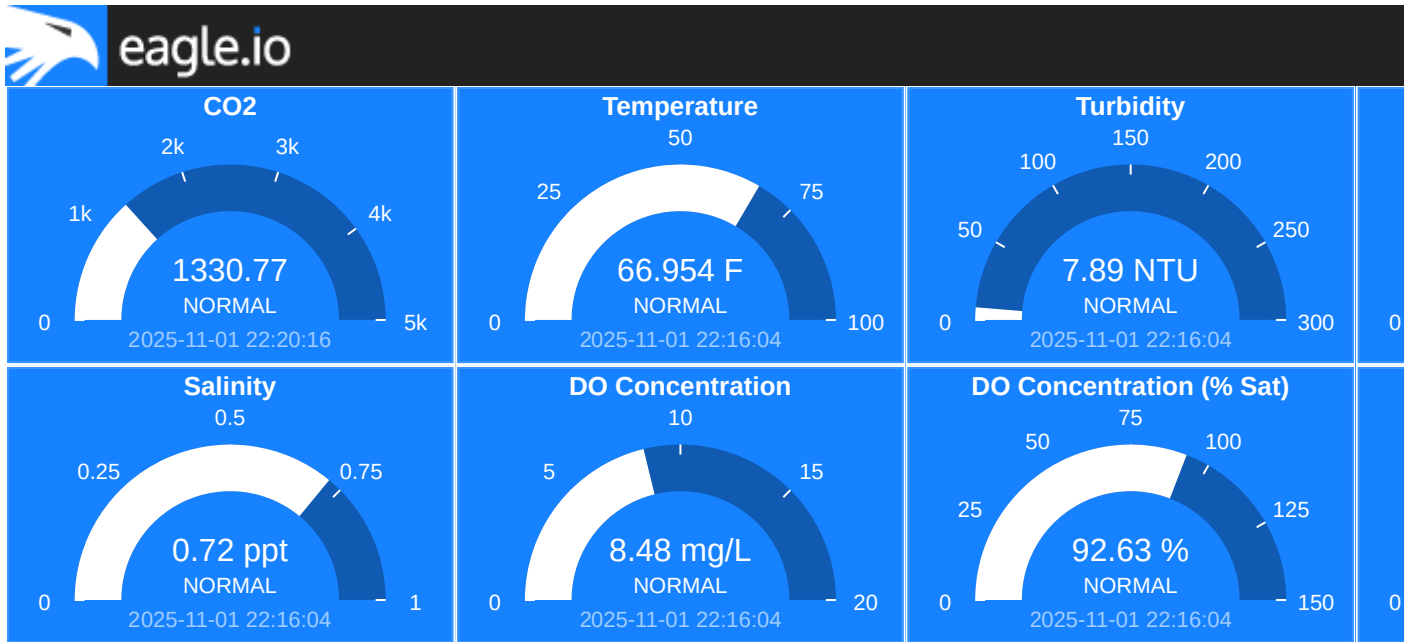 eagle.io
CO2
2k 3k
1k 4k
1330.77
NORMAL
0 5k
2025-11-01 22:20:16
Temperature
50
25 75
66.954 F
NORMAL
0 100
2025-11-01 22:16:04
Turbidity
150
100 200
50 250
7.89 NTU
NORMAL
0 300
2025-11-01 22:16:04
0
Salinity
0.5
0.25 0.75
0.72 ppt
NORMAL
0 1
2025-11-01 22:16:04
DO Concentration
10
5 15
8.48 mg/L
NORMAL
0 20
2025-11-01 22:16:04
DO Concentration (% Sat)
75
50 100
25 125
92.63 %
NORMAL
0 150
2025-11-01 22:16:04
0